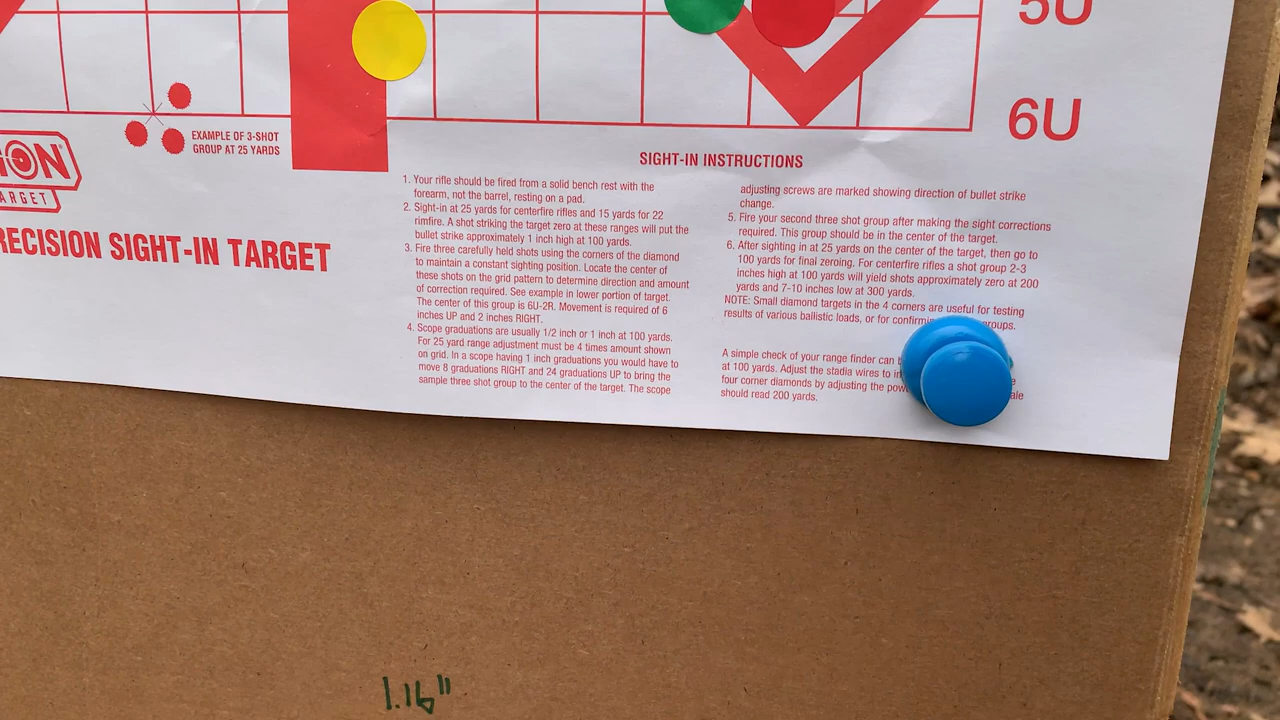 5U
6U
EXAMPLE OF 3-SHOT
GROUP AT 25 YARDS
ION
ARGET
RECISION SIGHT-IN TARGET
SIGHT-IN INSTRUCTIONS
1. Your rifle should be fired from a solid bench rest with the
forearm, not the barrel, resting on a pad.
2. Sight-in at 25 yards for centerfire rifles and 15 yards for 22
rimfire. A shot striking the target zero at these ranges will put the
bullet strike approximately 1 inch high at 100 yards.
3. Fire three carefully held shots using the corners of the diamond
to maintain a constant sighting position. Locate the center of
these shots on the grid pattern to determine direction and amount
of correction required. See example in lower portion of target.
The center of this group is 6U-2R. Movement is required of 6
inches UP and 2 inches RIGHT.
4. Scope graduations are usually 1/2 inch or 1 inch at 100 yards.
For 25 yard range adjustment must be 4 times amount shown
on grid. In a scope having 1 inch graduations you would have to
move 8 graduations RIGHT and 24 graduations UP to bring the
sample three shot group to the center of the target. The scope
adjusting screws are marked showing direction of bullet strike
change.
5. Fire your second three shot group after making the sight corrections
required. This group should be in the center of the target.
6. After sighting in at 25 yards on the center of the target, then go to
100 yards for final zeroing. For centerfire rifles a shot group 2-3
inches high at 100 yards will yield shots approximately zero at 200
yards and 7-10 inches low at 300 yards.
NOTE: Small diamond targets in the 4 corners are useful for testing
results of various ballistic loads, or for confirming groups.
A simple check of your range finder can
at 100 yards. Adjust the stadia wires to
four corner diamonds by adjusting the
should read 200 yards.
1.16"